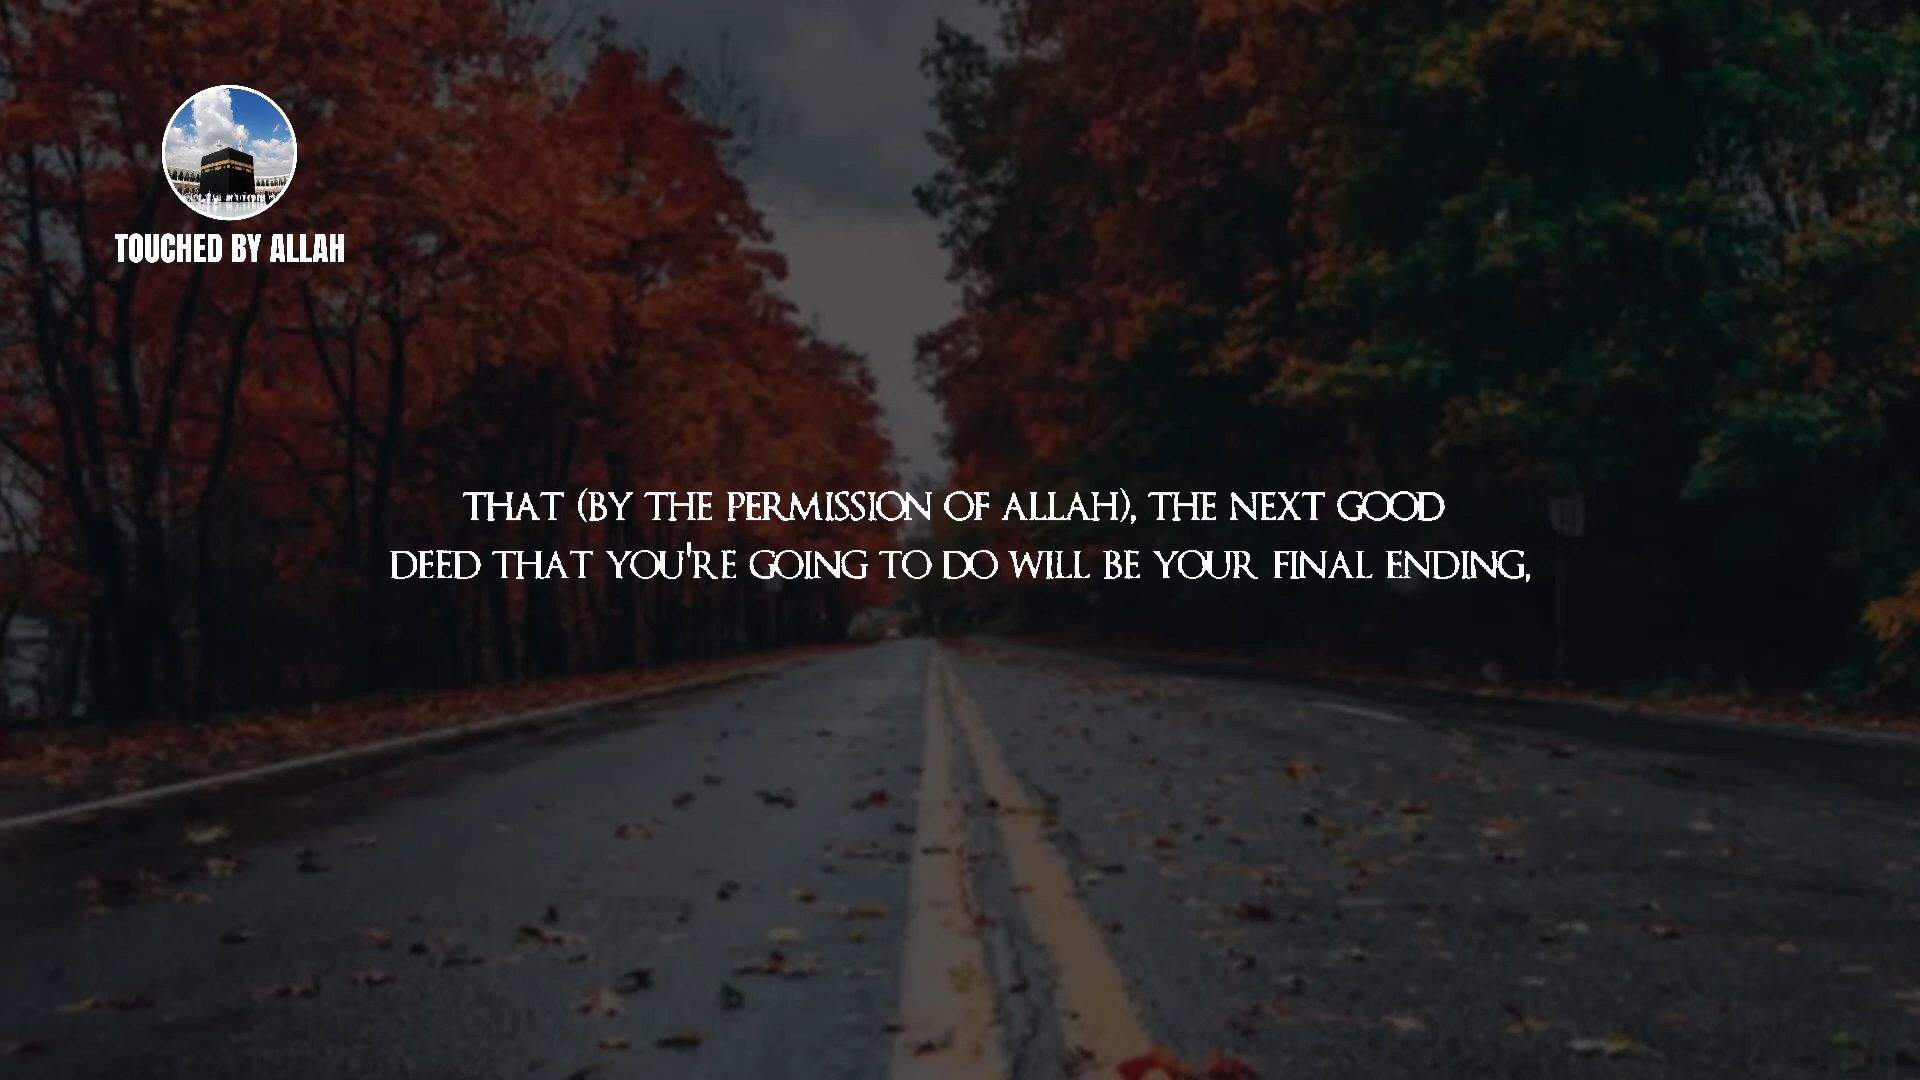 TOUCHED BY ALLAH
THAT (BY THE PERMISSION OF ALLAH), THE NEXT GOOD
DEED THAT YOU'RE GOING TO DO WILL BE YOUR FINAL ENDING,